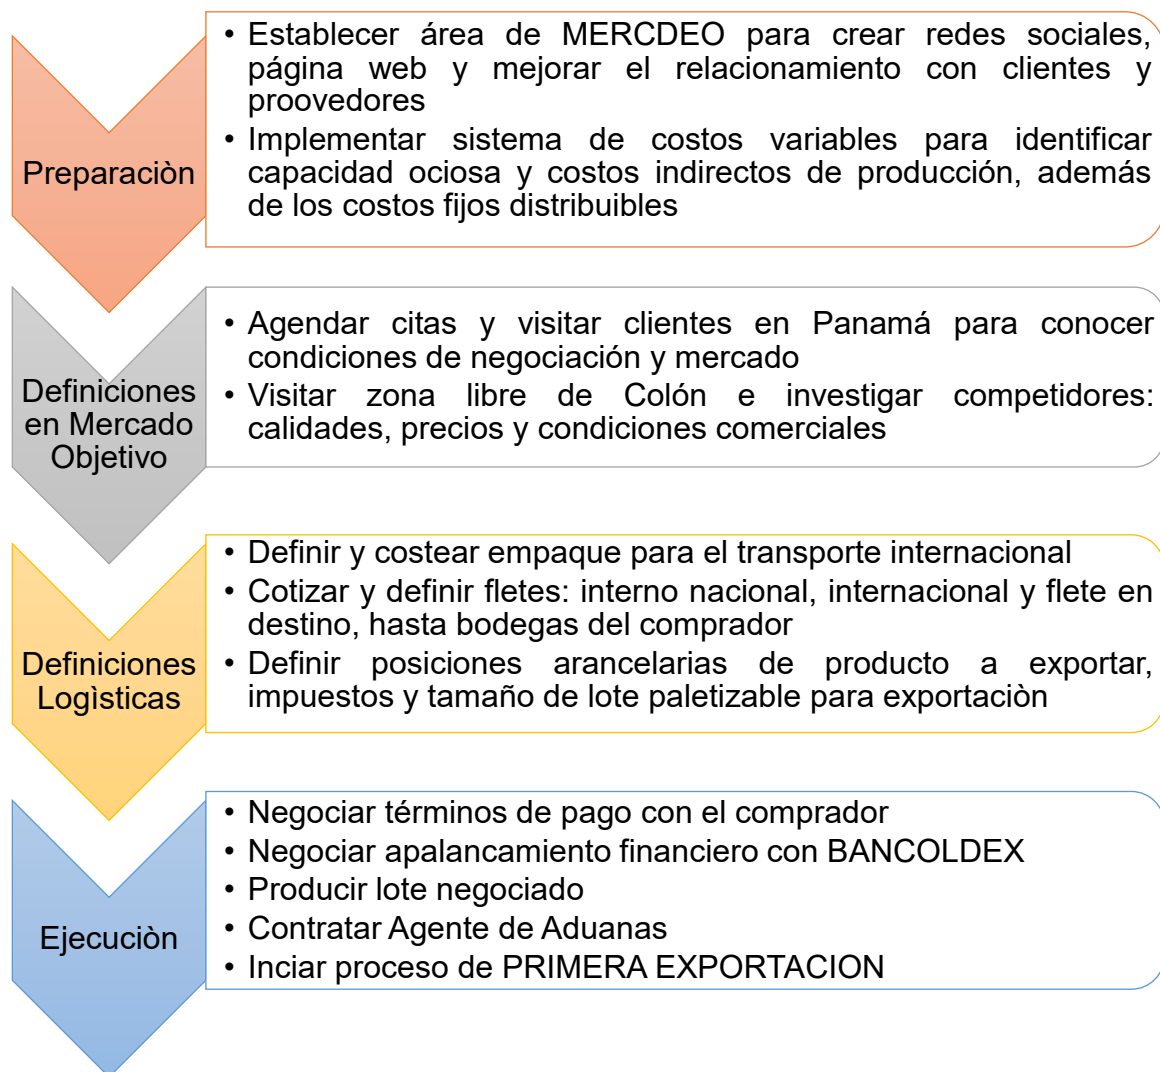 Preparaciòn
• Establecer área de MERCDEO para crear redes sociales,
página web y mejorar el relacionamiento con clientes y
proovedores
• Implementar sistema de costos variables para identificar
capacidad ociosa y costos indirectos de producción, además
de los costos fijos distribuibles
Definiciones
en Mercado
Objetivo
• Agendar citas y visitar clientes en Panamá para conocer
condiciones de negociación y mercado
• Visitar zona libre de Colón e investigar competidores:
calidades, precios y condiciones comerciales
Definiciones
Logìsticas
• Definir y costear empaque para el transporte internacional
• Cotizar y definir fletes: interno nacional, internacional y flete en
destino, hasta bodegas del comprador
• Definir posiciones arancelarias de producto a exportar,
impuestos y tamaño de lote paletizable para exportaciòn
Ejecuciòn
• Negociar términos de pago con el comprador
• Negociar apalancamiento financiero con BANCOLDEX
• Producir lote negociado
• Contratar Agente de Aduanas
• Inciar proceso de PRIMERA EXPORTACION